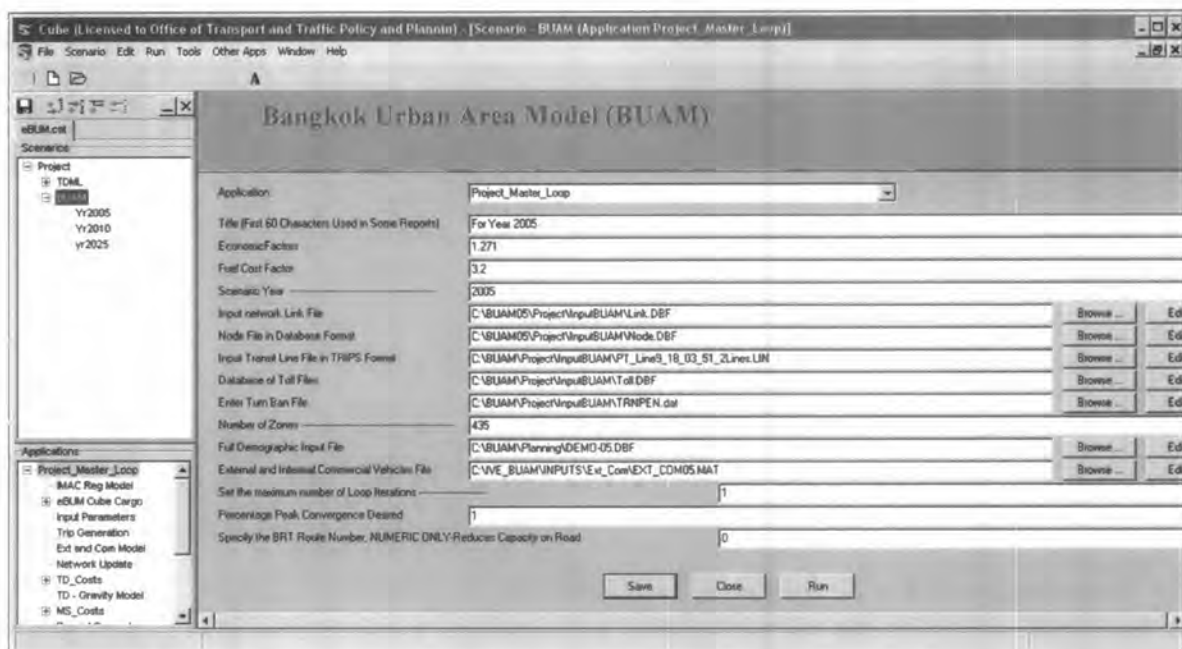 Cube (Licensed to Office of Transport and Traffic Policy and Plannin) - [Scenario - BUAM (Application Project_Master_Loop)]
File Scenario Edit Run Tools Other Apps Window Help
A
eBUM.cat
Scenarios
Project
TDML
BUAM
Yr2005
Yr2010
yr2025
Applications
Project_Master_Loop
IMAC Reg Model
eBUM Cube Cargo
Input Parameters
Trip Generation
Ext and Com Model
Network Update
TD_Costs
TD - Gravity Model
MS_Costs
Bangkok Urban Area Model (BUAM)
Application Project_Master_Loop
Title (First 60 Characters Used in Some Reports) For Year 2005
EconomicFactors 1.271
Fuel Cost Factor 3.2
Scenario Year 2005
Input network Link File C:\BUAM05\Project\InputBUAM\Link.DBF Browse ... Ed
Node File in Database Format C:\BUAM05\Project\InputBUAM\Node.DBF Browse ... Ed
Input Transit Line File in TRIPS Format C:\BUAM\Project\InputBUAM\PT_Line9_18_03_51_2Lines.LIN Browse ... Ed
Database of Toll Files C:\BUAM\Project\InputBUAM\Toll.DBF Browse ... Ed
Enter Turn Ban File C:\BUAM\Project\InputBUAM\TRNPEN.dat Browse ... Ed
Number of Zones 435
Full Demographic Input File C:\BUAM\Planning\DEMO-05.DBF Browse ... Ed
External and Internal Commercial Vehicles File C:\IVE_BUAM\INPUTS\Ext_Com\EXT_COM05.MAT Browse ... Ed
Set the maximum number of Loop Iterations 1
Percentage Peak Convergence Desired 1
Specify the BRT Route Number, NUMERIC ONLY-Reduces Capacity on Road 0
Save Close Run